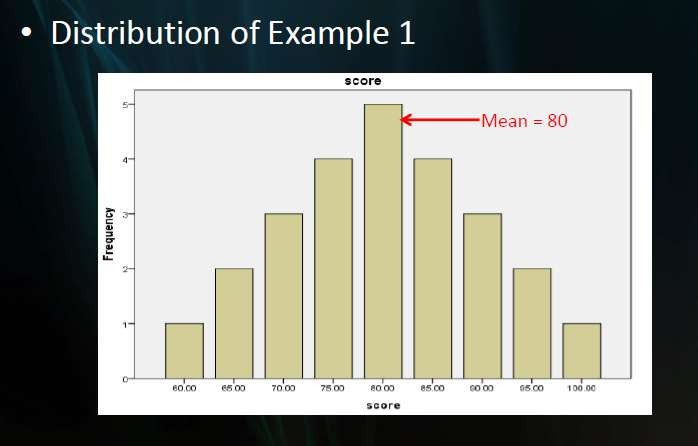 • Distribution of Example 1
score
5
Mean = 80
4
3
2
1
0
Frequency
60.00 65.00 70.00 75.00 80.00 85.00 90.00 95.00 100.00
score